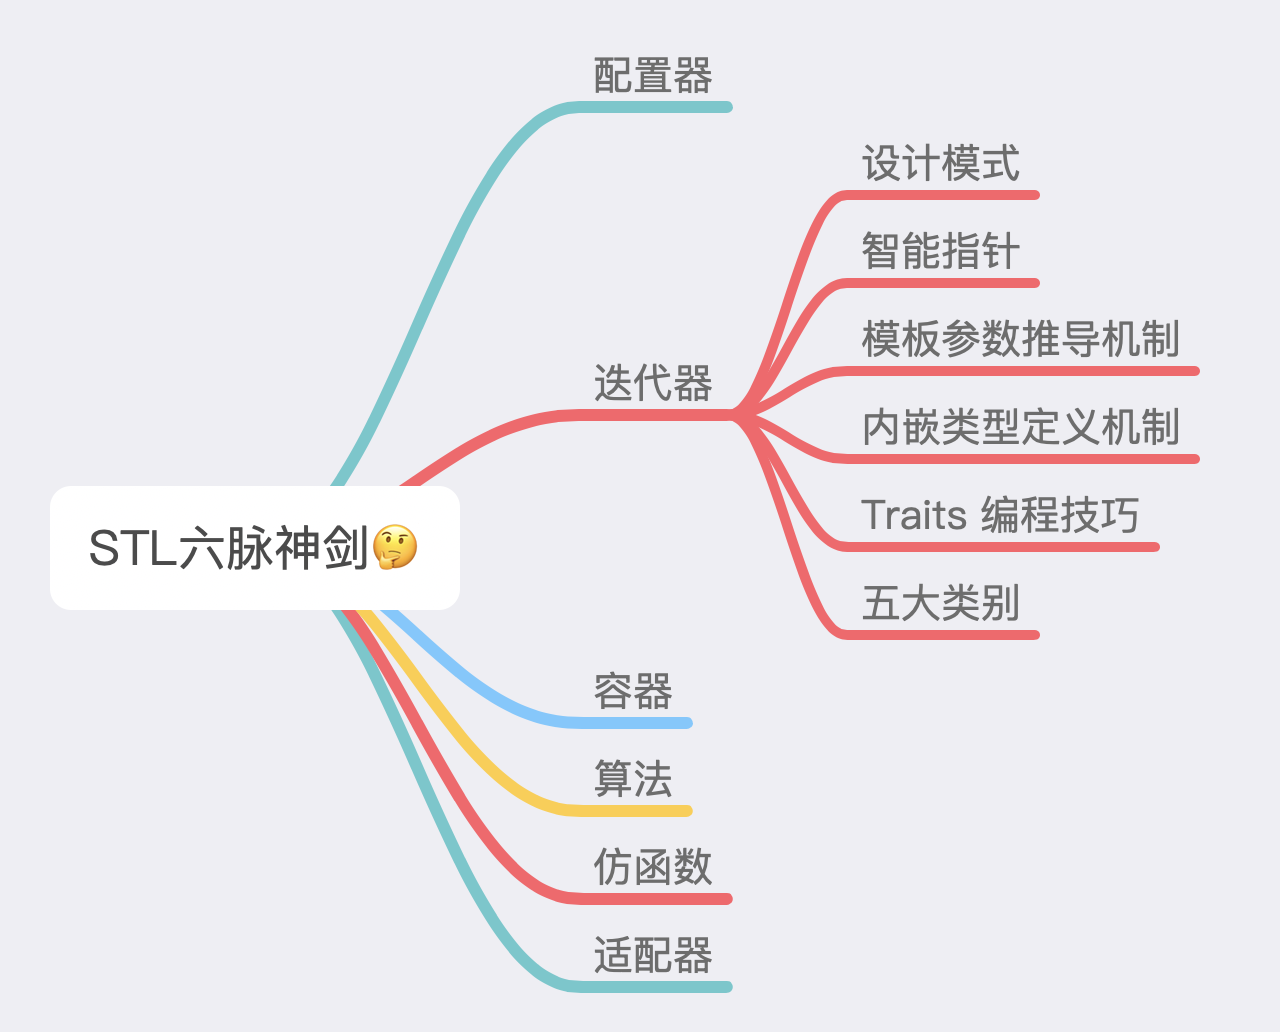 配置器
设计模式
智能指针
模板参数推导机制
迭代器
内嵌类型定义机制
Traits 编程技巧
STL六脉神剑🤔
五大类别
容器
算法
仿函数
适配器